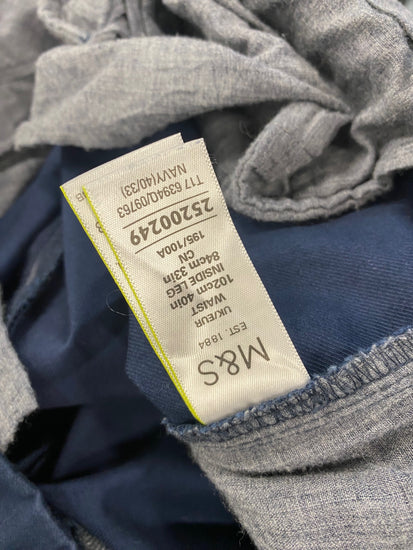 M&S
EST. 1884
UK/EUR
WAIST
102cm 40in
INSIDE LEG
84cm 33in
CN
195/100A
25200249
T17 6394O/09763
NAVY(40/33)